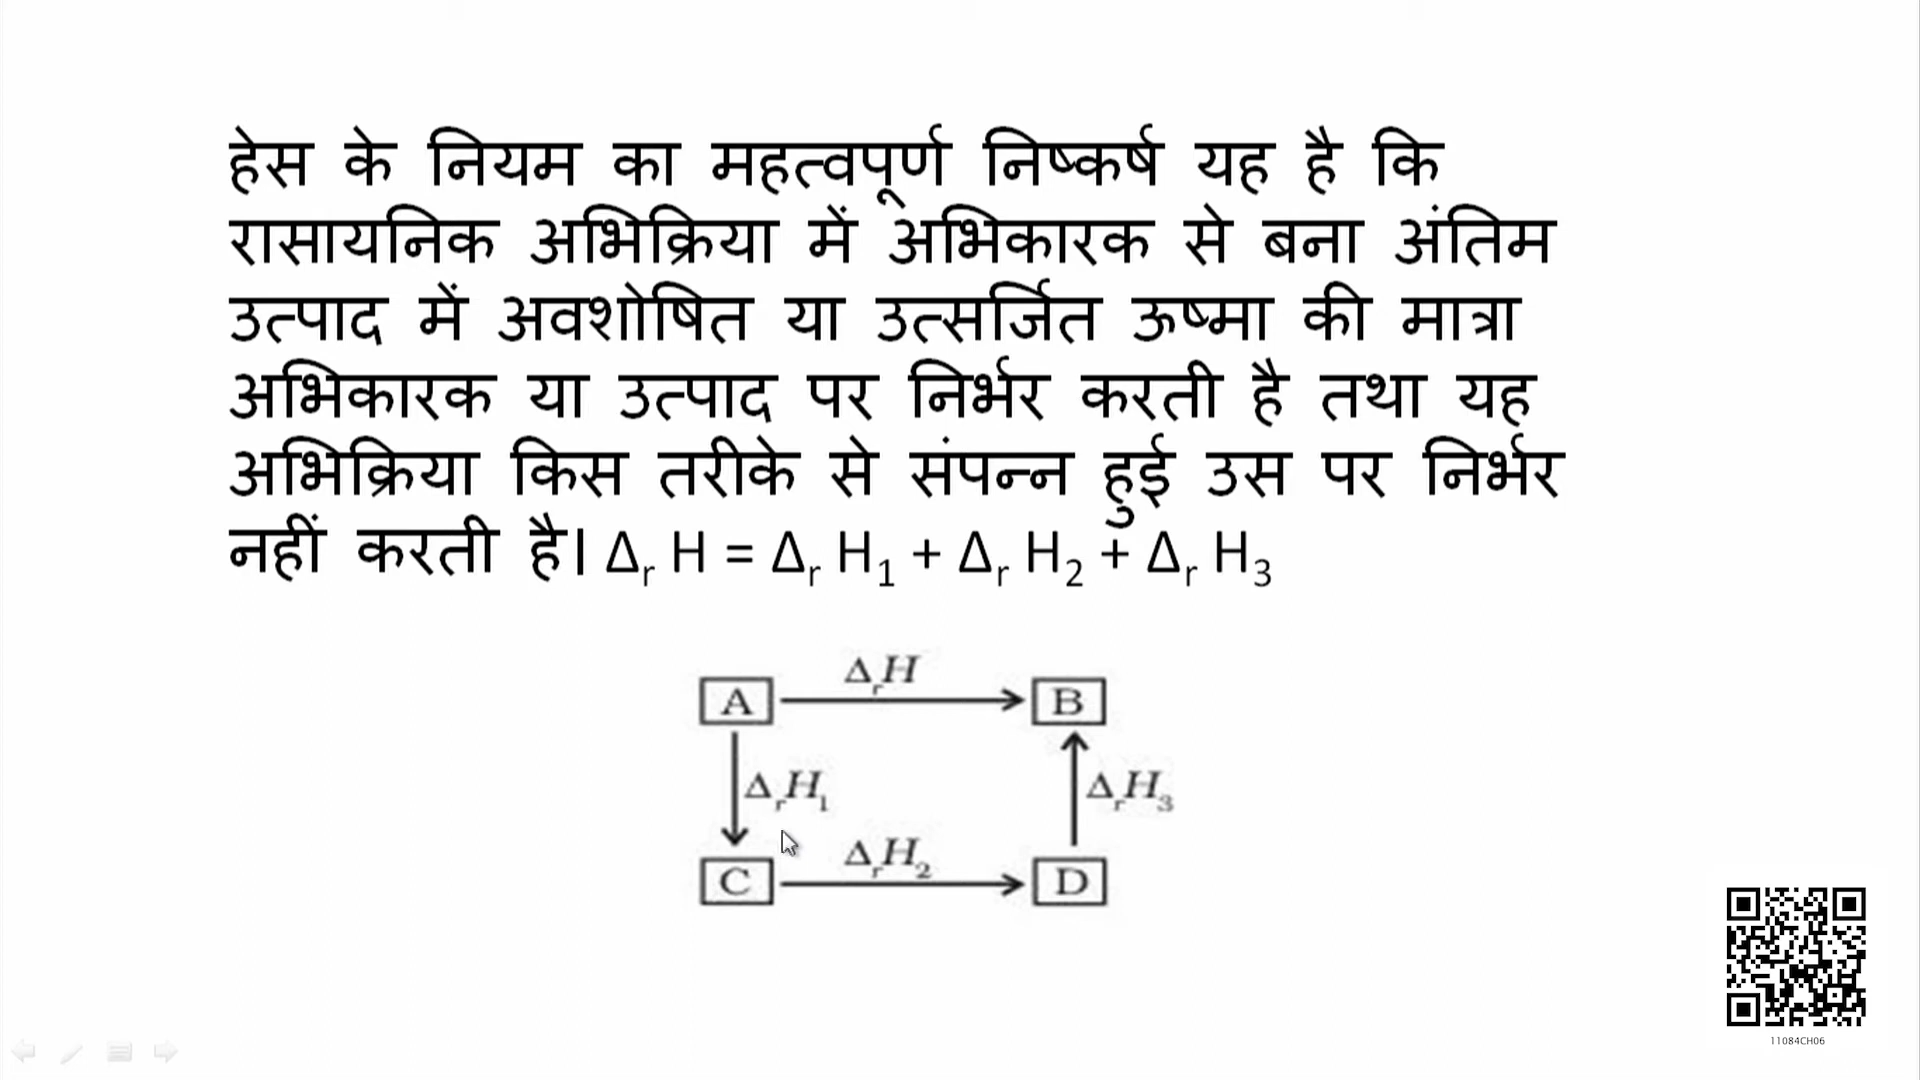 हेस के नियम का महत्वपूर्ण निष्कर्ष यह है कि
रासायनिक अभिक्रिया में अभिकारक से बना अंतिम
उत्पाद में अवशोषित या उत्सर्जित ऊष्मा की मात्रा
अभिकारक या उत्पाद पर निर्भर करती है तथा यह
अभिक्रिया किस तरीके से संपन्न हुई उस पर निर्भर
नहीं करती है। Δᵣ H = Δᵣ H₁ + Δᵣ H₂ + Δᵣ H₃
ΔᵣH
A B
ΔᵣH₁ ΔᵣH₃
ΔᵣH₂
C D
11084CH06